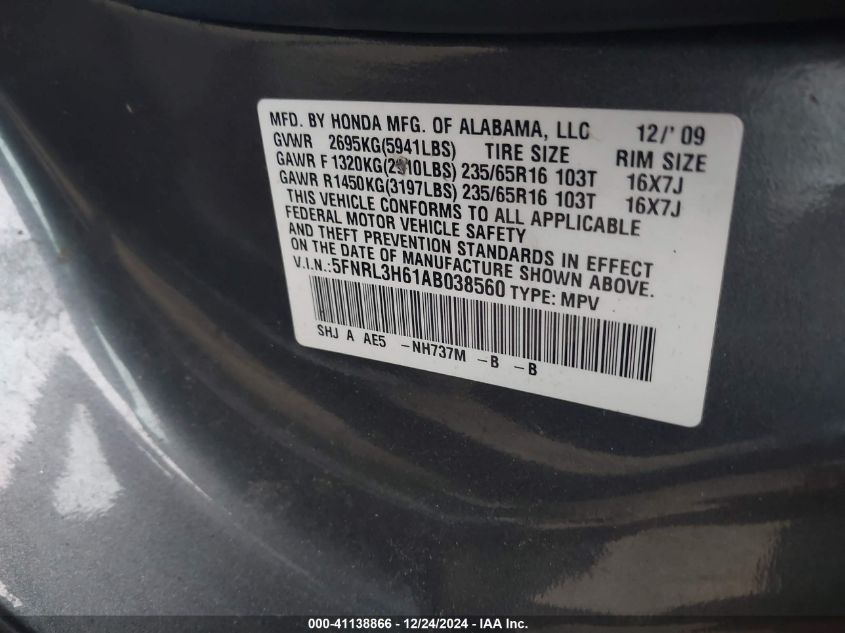 MFD. BY HONDA MFG. OF ALABAMA, LLC 12/'09
GVWR 2695KG(5941LBS) TIRE SIZE RIM SIZE
GAWR F 1320KG(2910LBS) 235/65R16 103T 16X7J
GAWR R1450KG(3197LBS) 235/65R16 103T 16X7J
THIS VEHICLE CONFORMS TO ALL APPLICABLE
FEDERAL MOTOR VEHICLE SAFETY
AND THEFT PREVENTION STANDARDS IN EFFECT
ON THE DATE OF MANUFACTURE SHOWN ABOVE.
V.I.N.:5FNRL3H61AB038560 TYPE: MPV
SHJ A AE5 -NH737M -B -B
000-41138866 - 12/24/2024 - IAA Inc.